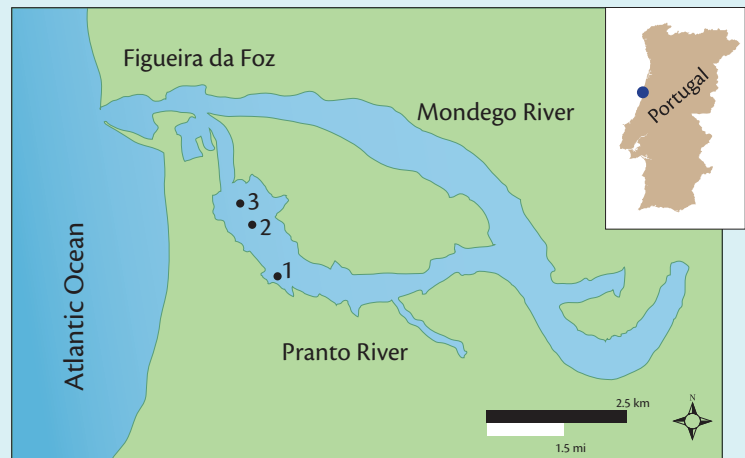 Figueira da Foz
Portugal
Mondego River
3
2
1
Atlantic Ocean
Pranto River
2.5 km
1.5 mi
N